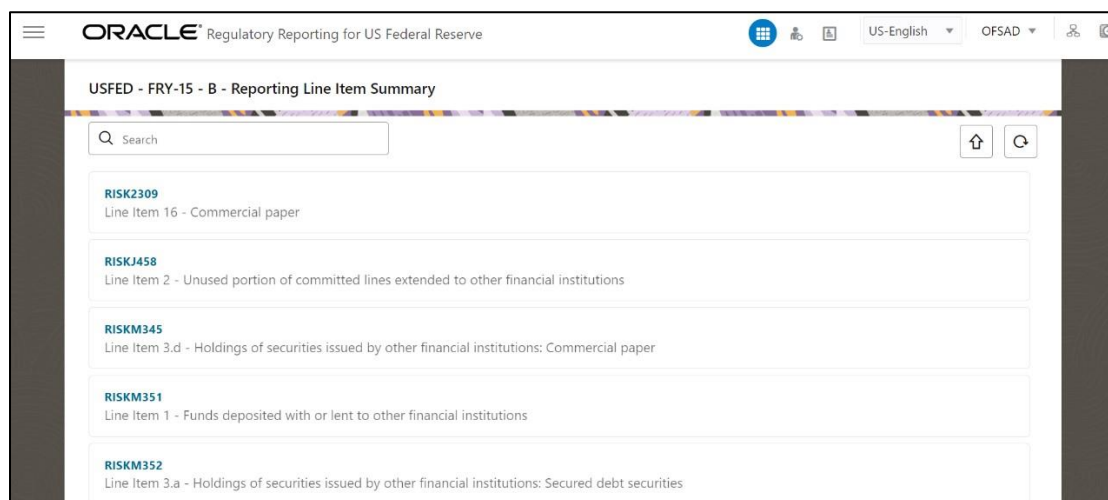 ORACLE® Regulatory Reporting for US Federal Reserve
US-English
OFSAD
USFED - FRY-15 - B - Reporting Line Item Summary
Search
RISK2309
Line Item 16 - Commercial paper
RISKJ458
Line Item 2 - Unused portion of committed lines extended to other financial institutions
RISKM345
Line Item 3.d - Holdings of securities issued by other financial institutions: Commercial paper
RISKM351
Line Item 1 - Funds deposited with or lent to other financial institutions
RISKM352
Line Item 3.a - Holdings of securities issued by other financial institutions: Secured debt securities